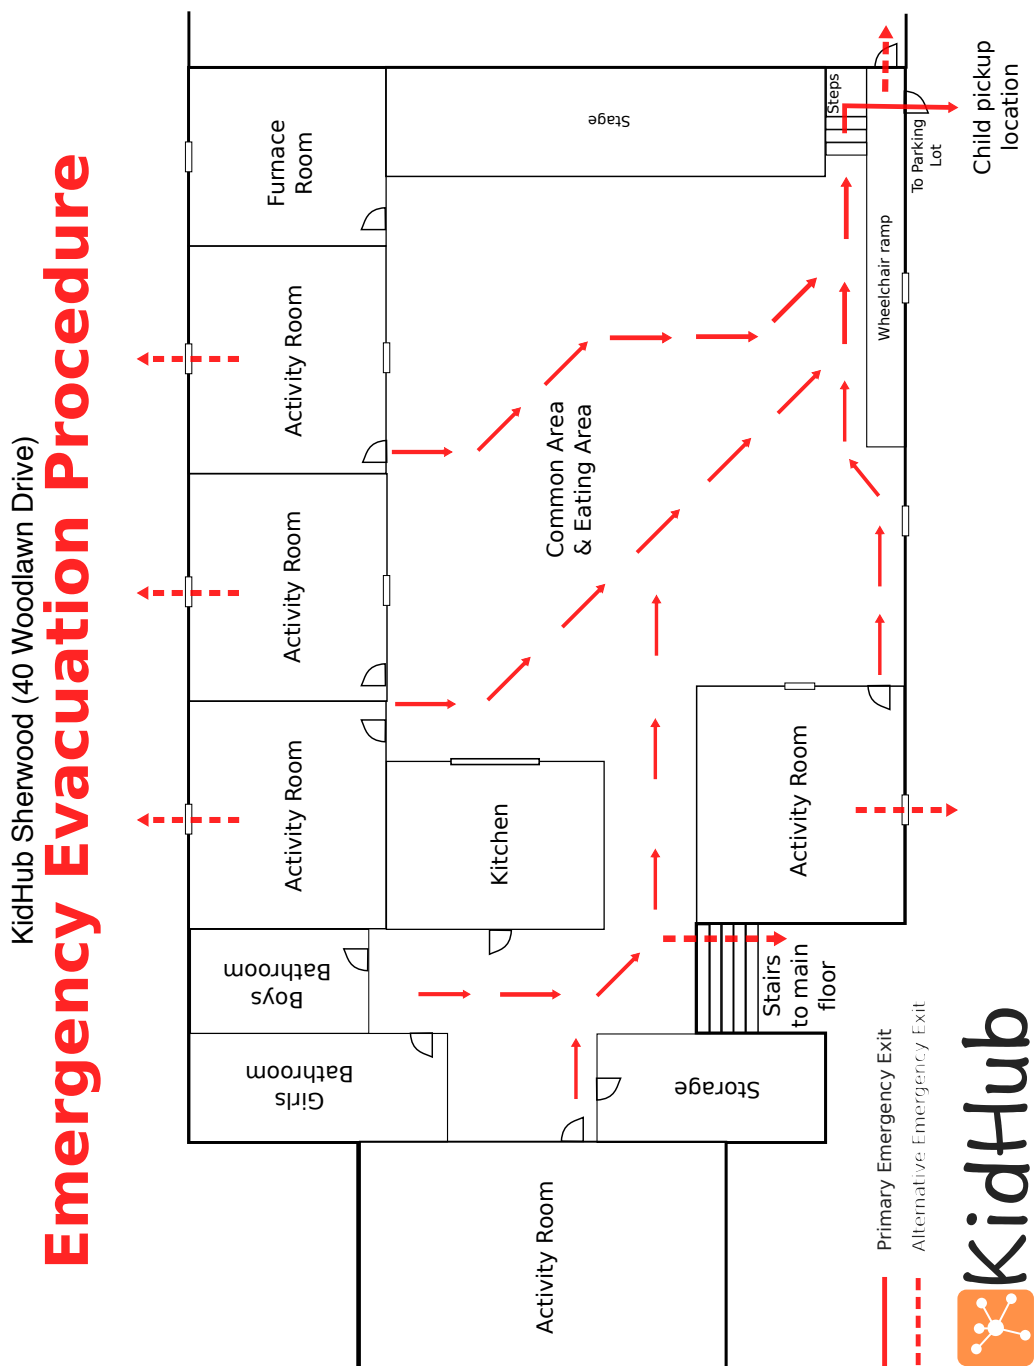 KidHub Sherwood (40 Woodlawn Drive)
Emergency Evacuation Procedure
Girls
Bathroom
Boys
Bathroom
Activity Room
Activity Room
Activity Room
Furnace
Room
Activity Room
Kitchen
Common Area
& Eating Area
Stage
Storage
Stairs
to main
floor
Activity Room
Wheelchair ramp
Steps
To Parking
Lot
Child pickup
location
Primary Emergency Exit
Alternative Emergency Exit
KidHub